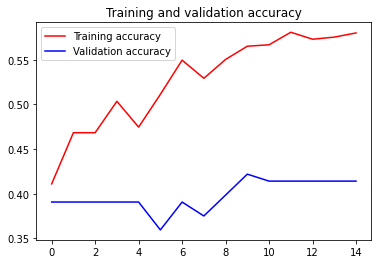 Training and validation accuracy
Training accuracy
Validation accuracy
0.55
0.50
0.45
0.40
0.35
0 2 4 6 8 10 12 14